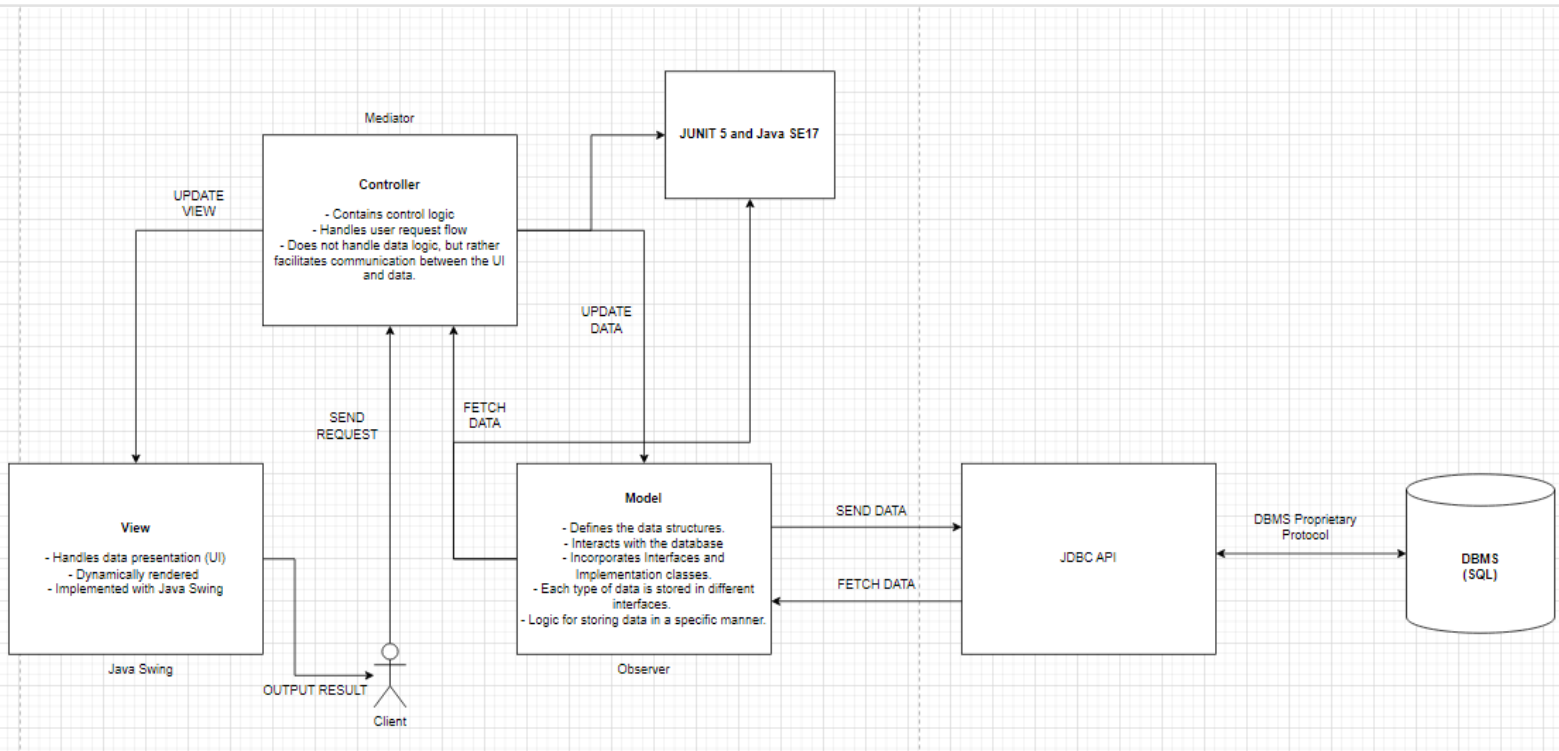 JUNIT 5 and Java SE17
Mediator
Controller
- Contains control logic
- Handles user request flow
- Does not handle data logic, but rather
facilitates communication between the UI
and data.
UPDATE
VIEW
UPDATE
DATA
SEND
REQUEST
FETCH
DATA
View
- Handles data presentation (UI)
- Dynamically rendered
- Implemented with Java Swing
Java Swing
OUTPUT RESULT
Client
Model
- Defines the data structures.
- Interacts with the database
- Incorporates Interfaces and
Implementation classes.
- Each type of data is stored in different
interfaces.
- Logic for storing data in a specific manner.
Observer
SEND DATA
FETCH DATA
JDBC API
DBMS Proprietary
Protocol
DBMS
(SQL)